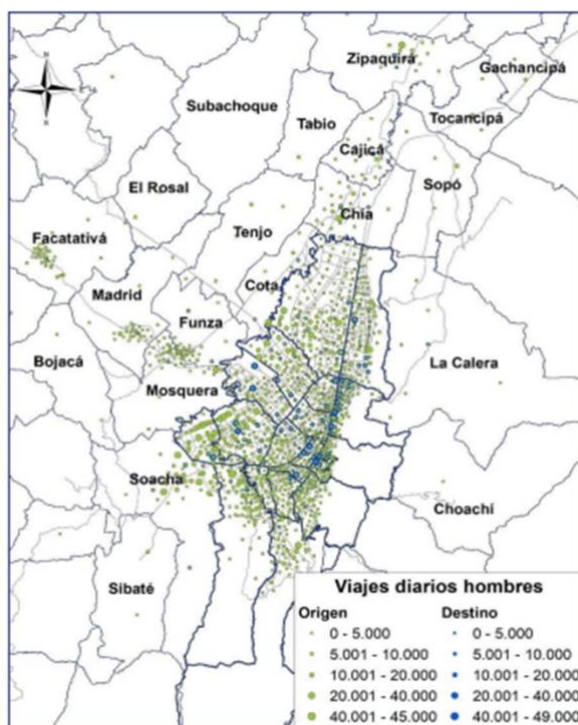 Zipaquirá
Gachancipá
Subachoque
Tabio
Tocancipá
Cajicá
El Rosal
Sopó
Chía
Facatativá
Tenjo
Madrid
Cota
Funza
Bojacá
La Calera
Mosquera
Soacha
Choachí
Sibaté
Viajes diarios hombres
Origen Destino
0 - 5.000 0 - 5.000
5.001 - 10.000 5.001 - 10.000
10.001 - 20.000 10.001 - 20.000
20.001 - 40.000 20.001 - 40.000
40.001 - 45.000 40.001 - 49.000